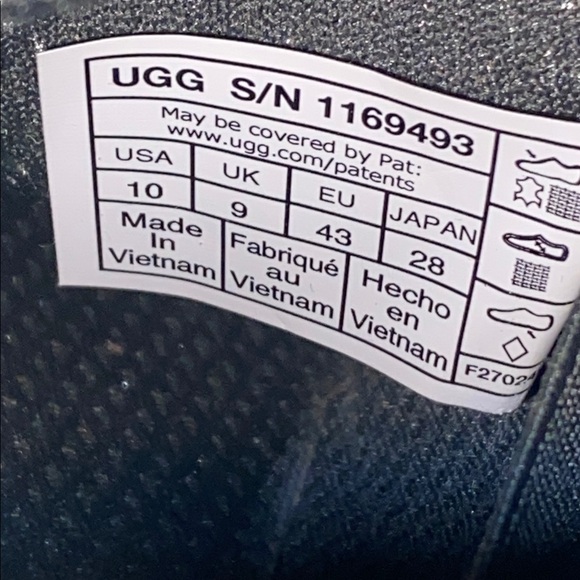 UGG S/N 1169493
May be covered by Pat:
www.ugg.com/patents
USA UK EU JAPAN
10 9 43 28
Made
In
Vietnam
Fabriqué
au
Vietnam
Hecho
en
Vietnam